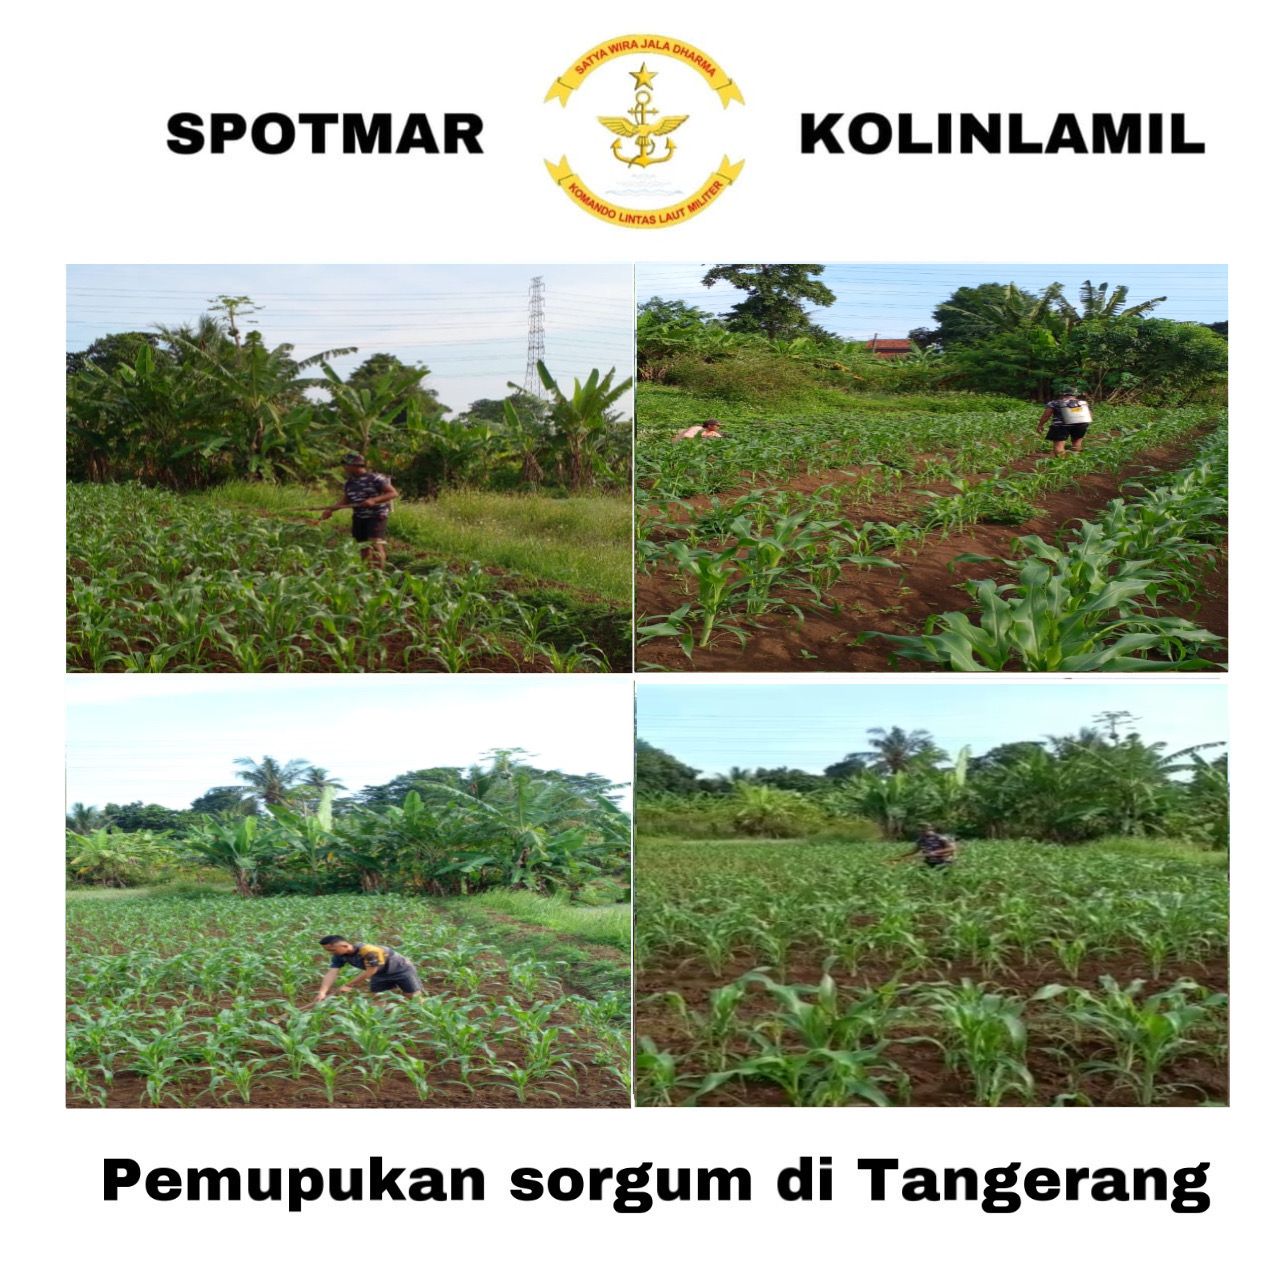 SPOTMAR
SATYA WIRA JALA DHARMA
KOMANDO LINTAS LAUT MILITER
KOLINLAMIL
Pemupukan sorgum di Tangerang